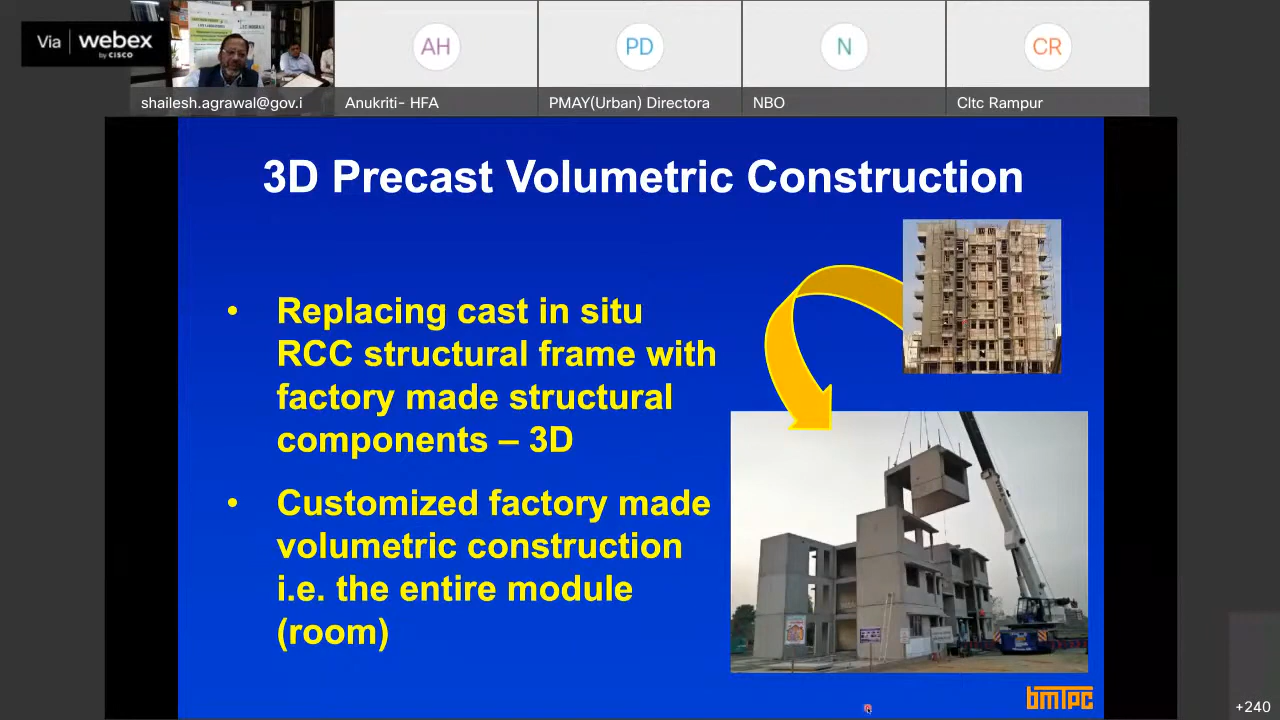 Via webex
by CISCO
AH
PD
N
CR
shailesh.agrawal@gov.i
Anukriti- HFA
PMAY(Urban) Directora
NBO
Cltc Rampur
3D Precast Volumetric Construction
• Replacing cast in situ
RCC structural frame with
factory made structural
components – 3D
• Customized factory made
volumetric construction
i.e. the entire module
(room)
bmTPC
+240